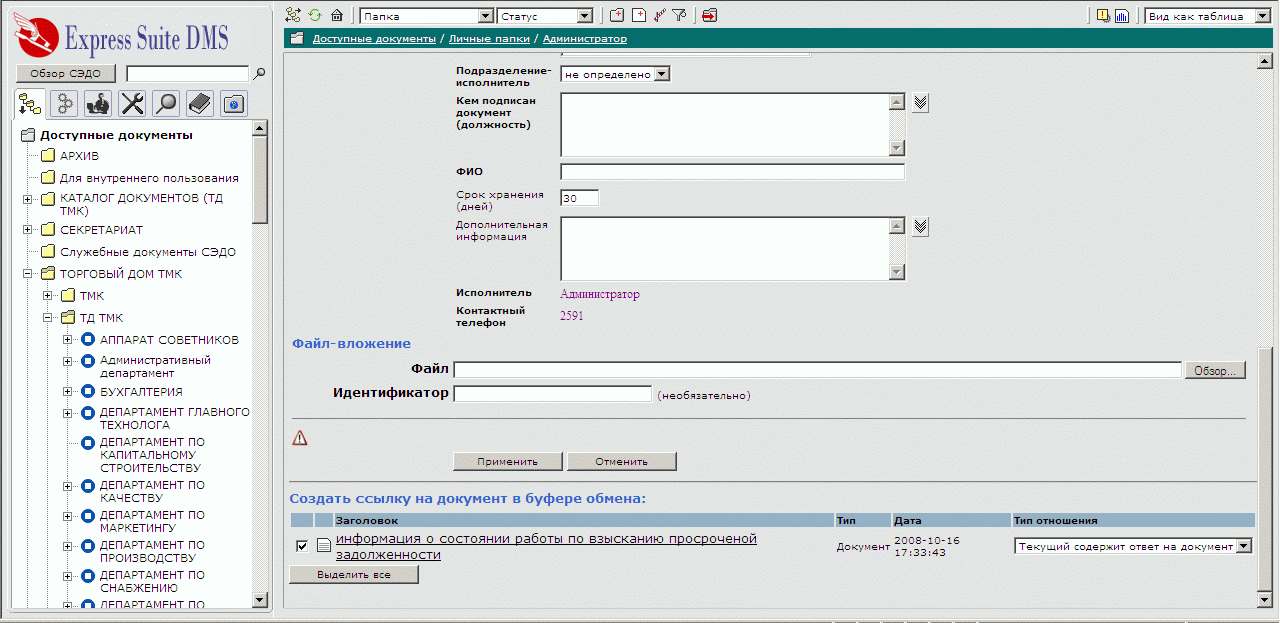 Express Suite DMS
Обзор СЭДО
Доступные документы
АРХИВ
Для внутреннего пользования
КАТАЛОГ ДОКУМЕНТОВ (ТД
ТМК)
СЕКРЕТАРИАТ
Служебные документы СЭДО
ТОРГОВЫЙ ДОМ ТМК
ТМК
ТД ТМК
АППАРАТ СОВЕТНИКОВ
Административный
департамент
БУХГАЛТЕРИЯ
ДЕПАРТАМЕНТ ГЛАВНОГО
ТЕХНОЛОГА
ДЕПАРТАМЕНТ ПО
КАПИТАЛЬНОМУ
СТРОИТЕЛЬСТВУ
ДЕПАРТАМЕНТ ПО
КАЧЕСТВУ
ДЕПАРТАМЕНТ ПО
МАРКЕТИНГУ
ДЕПАРТАМЕНТ ПО
ПРОИЗВОДСТВУ
ДЕПАРТАМЕНТ ПО
СНАБЖЕНИЮ
ДЕПАРТАМЕНТ ПО
Папка Статус Вид как таблица
Доступные документы / Личные папки / Администратор
Подразделение-
исполнитель
не определено
Кем подписан
документ
(должность)
ФИО
Срок хранения
(дней)
30
Дополнительная
информация
Исполнитель Администратор
Контактный
телефон
2591
Файл-вложение
Файл Обзор...
Идентификатор (необязательно)
Применить Отменить
Создать ссылку на документ в буфере обмена:
Заголовок Тип Дата Тип отношения
информация о состоянии работы по взысканию просроченой
задолженности
Документ
2008-10-16
17:33:43
Текущий содержит ответ на документ
Выделить все